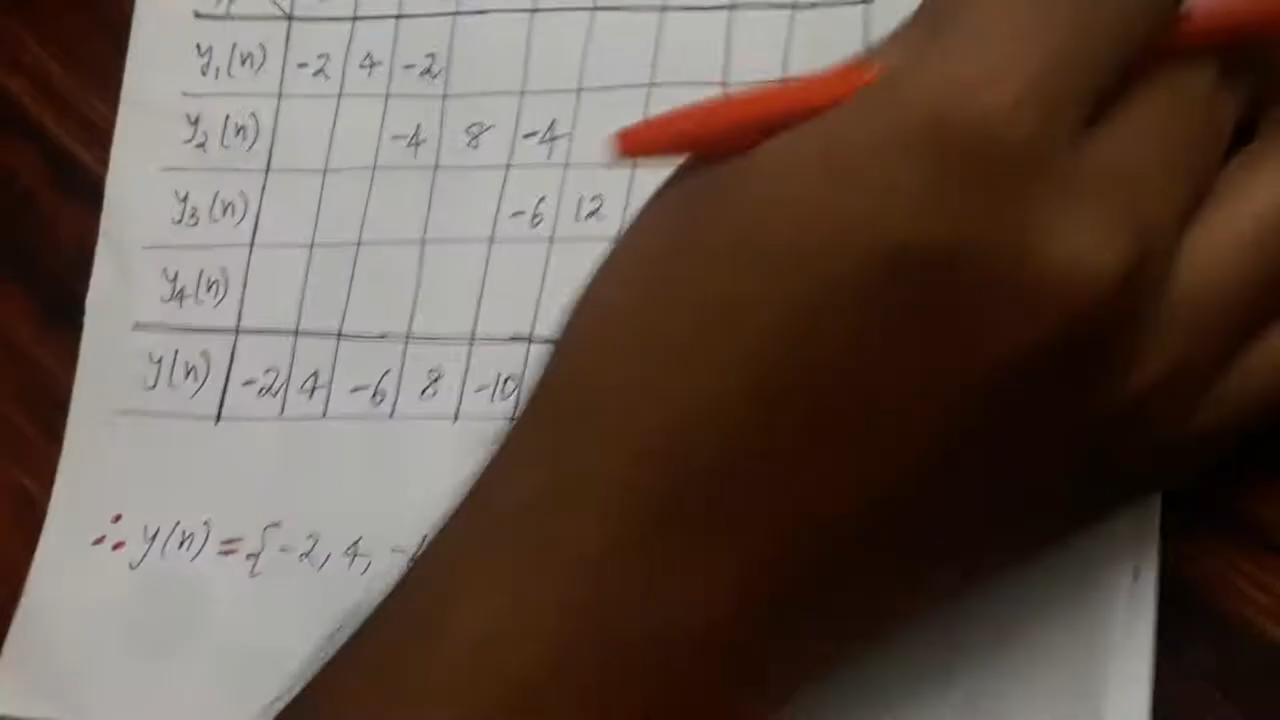 y₁(n) -2 4 -2
y₂(n) -4 8 -4
y₃(n) -6 12
y₄(n)
y(n) -2 4 -6 8 -10
∴ y(n) = {-2, 4, -